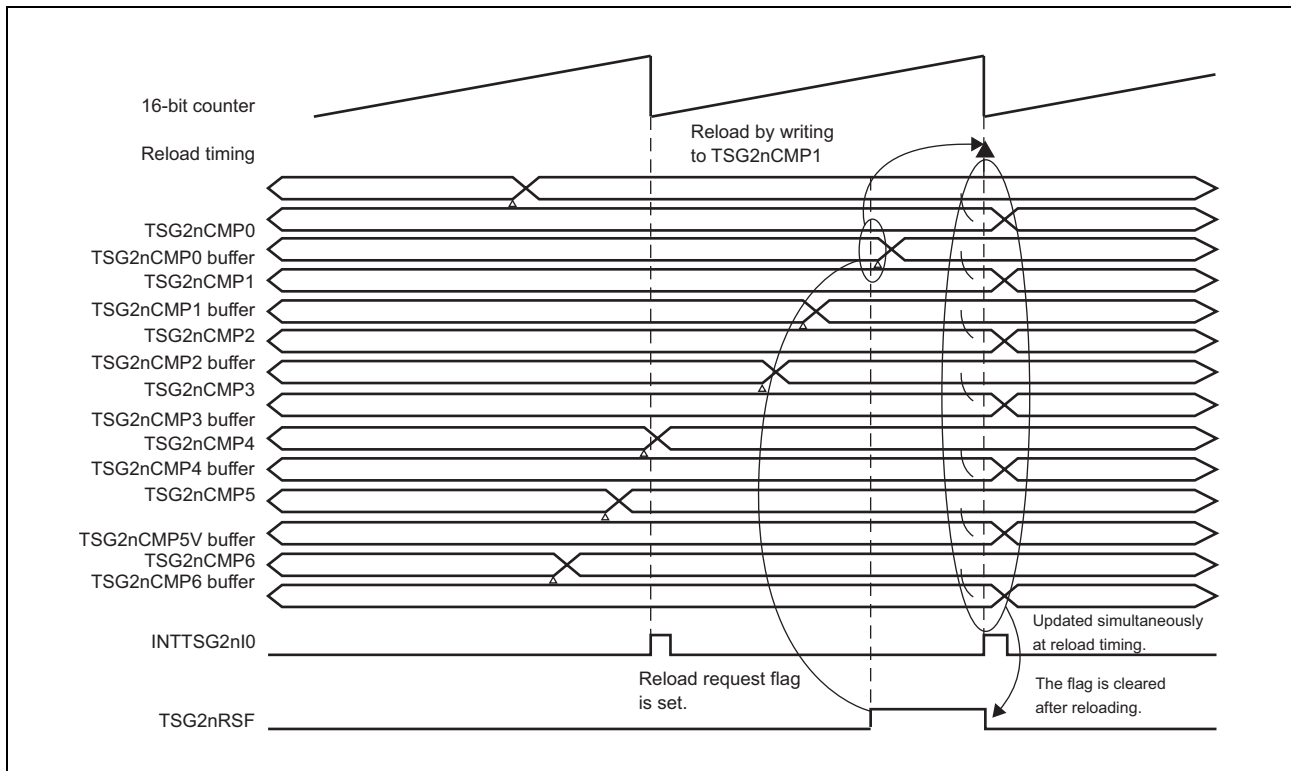 16-bit counter
Reload by writing
to TSG2nCMP1
Reload timing
TSG2nCMP0
TSG2nCMP0 buffer
TSG2nCMP1
TSG2nCMP1 buffer
TSG2nCMP2
TSG2nCMP2 buffer
TSG2nCMP3
TSG2nCMP3 buffer
TSG2nCMP4
TSG2nCMP4 buffer
TSG2nCMP5
TSG2nCMP5V buffer
TSG2nCMP6
TSG2nCMP6 buffer
Updated simultaneously
at reload timing.
INTTSG2nI0
Reload request flag
is set.
The flag is cleared
after reloading.
TSG2nRSF